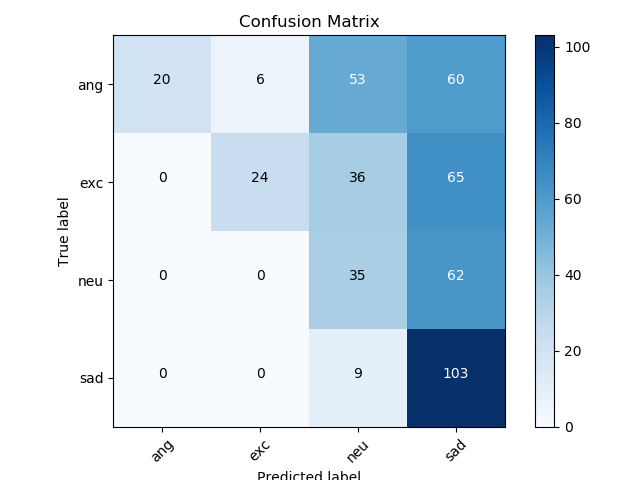 Confusion Matrix
ang 20 6 53 60
exc 0 24 36 65
neu 0 0 35 62
sad 0 0 9 103
ang exc neu sad
True label
Predicted label
100
80
60
40
20
0